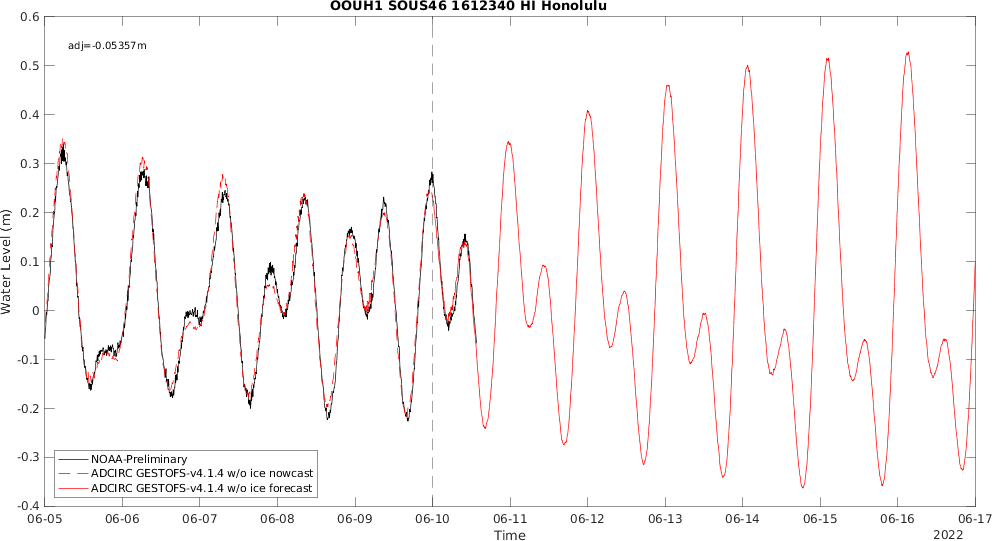 OOUH1 SOUS46 1612340 HI Honolulu
adj=-0.05357m
0.6
0.5
0.4
0.3
0.2
0.1
0
-0.1
-0.2
-0.3
-0.4
Water Level (m)
NOAA-Preliminary
ADCIRC GESTOFS-v4.1.4 w/o ice nowcast
ADCIRC GESTOFS-v4.1.4 w/o ice forecast
06-05 06-06 06-07 06-08 06-09 06-10 06-11 06-12 06-13 06-14 06-15 06-16 06-17
Time
2022